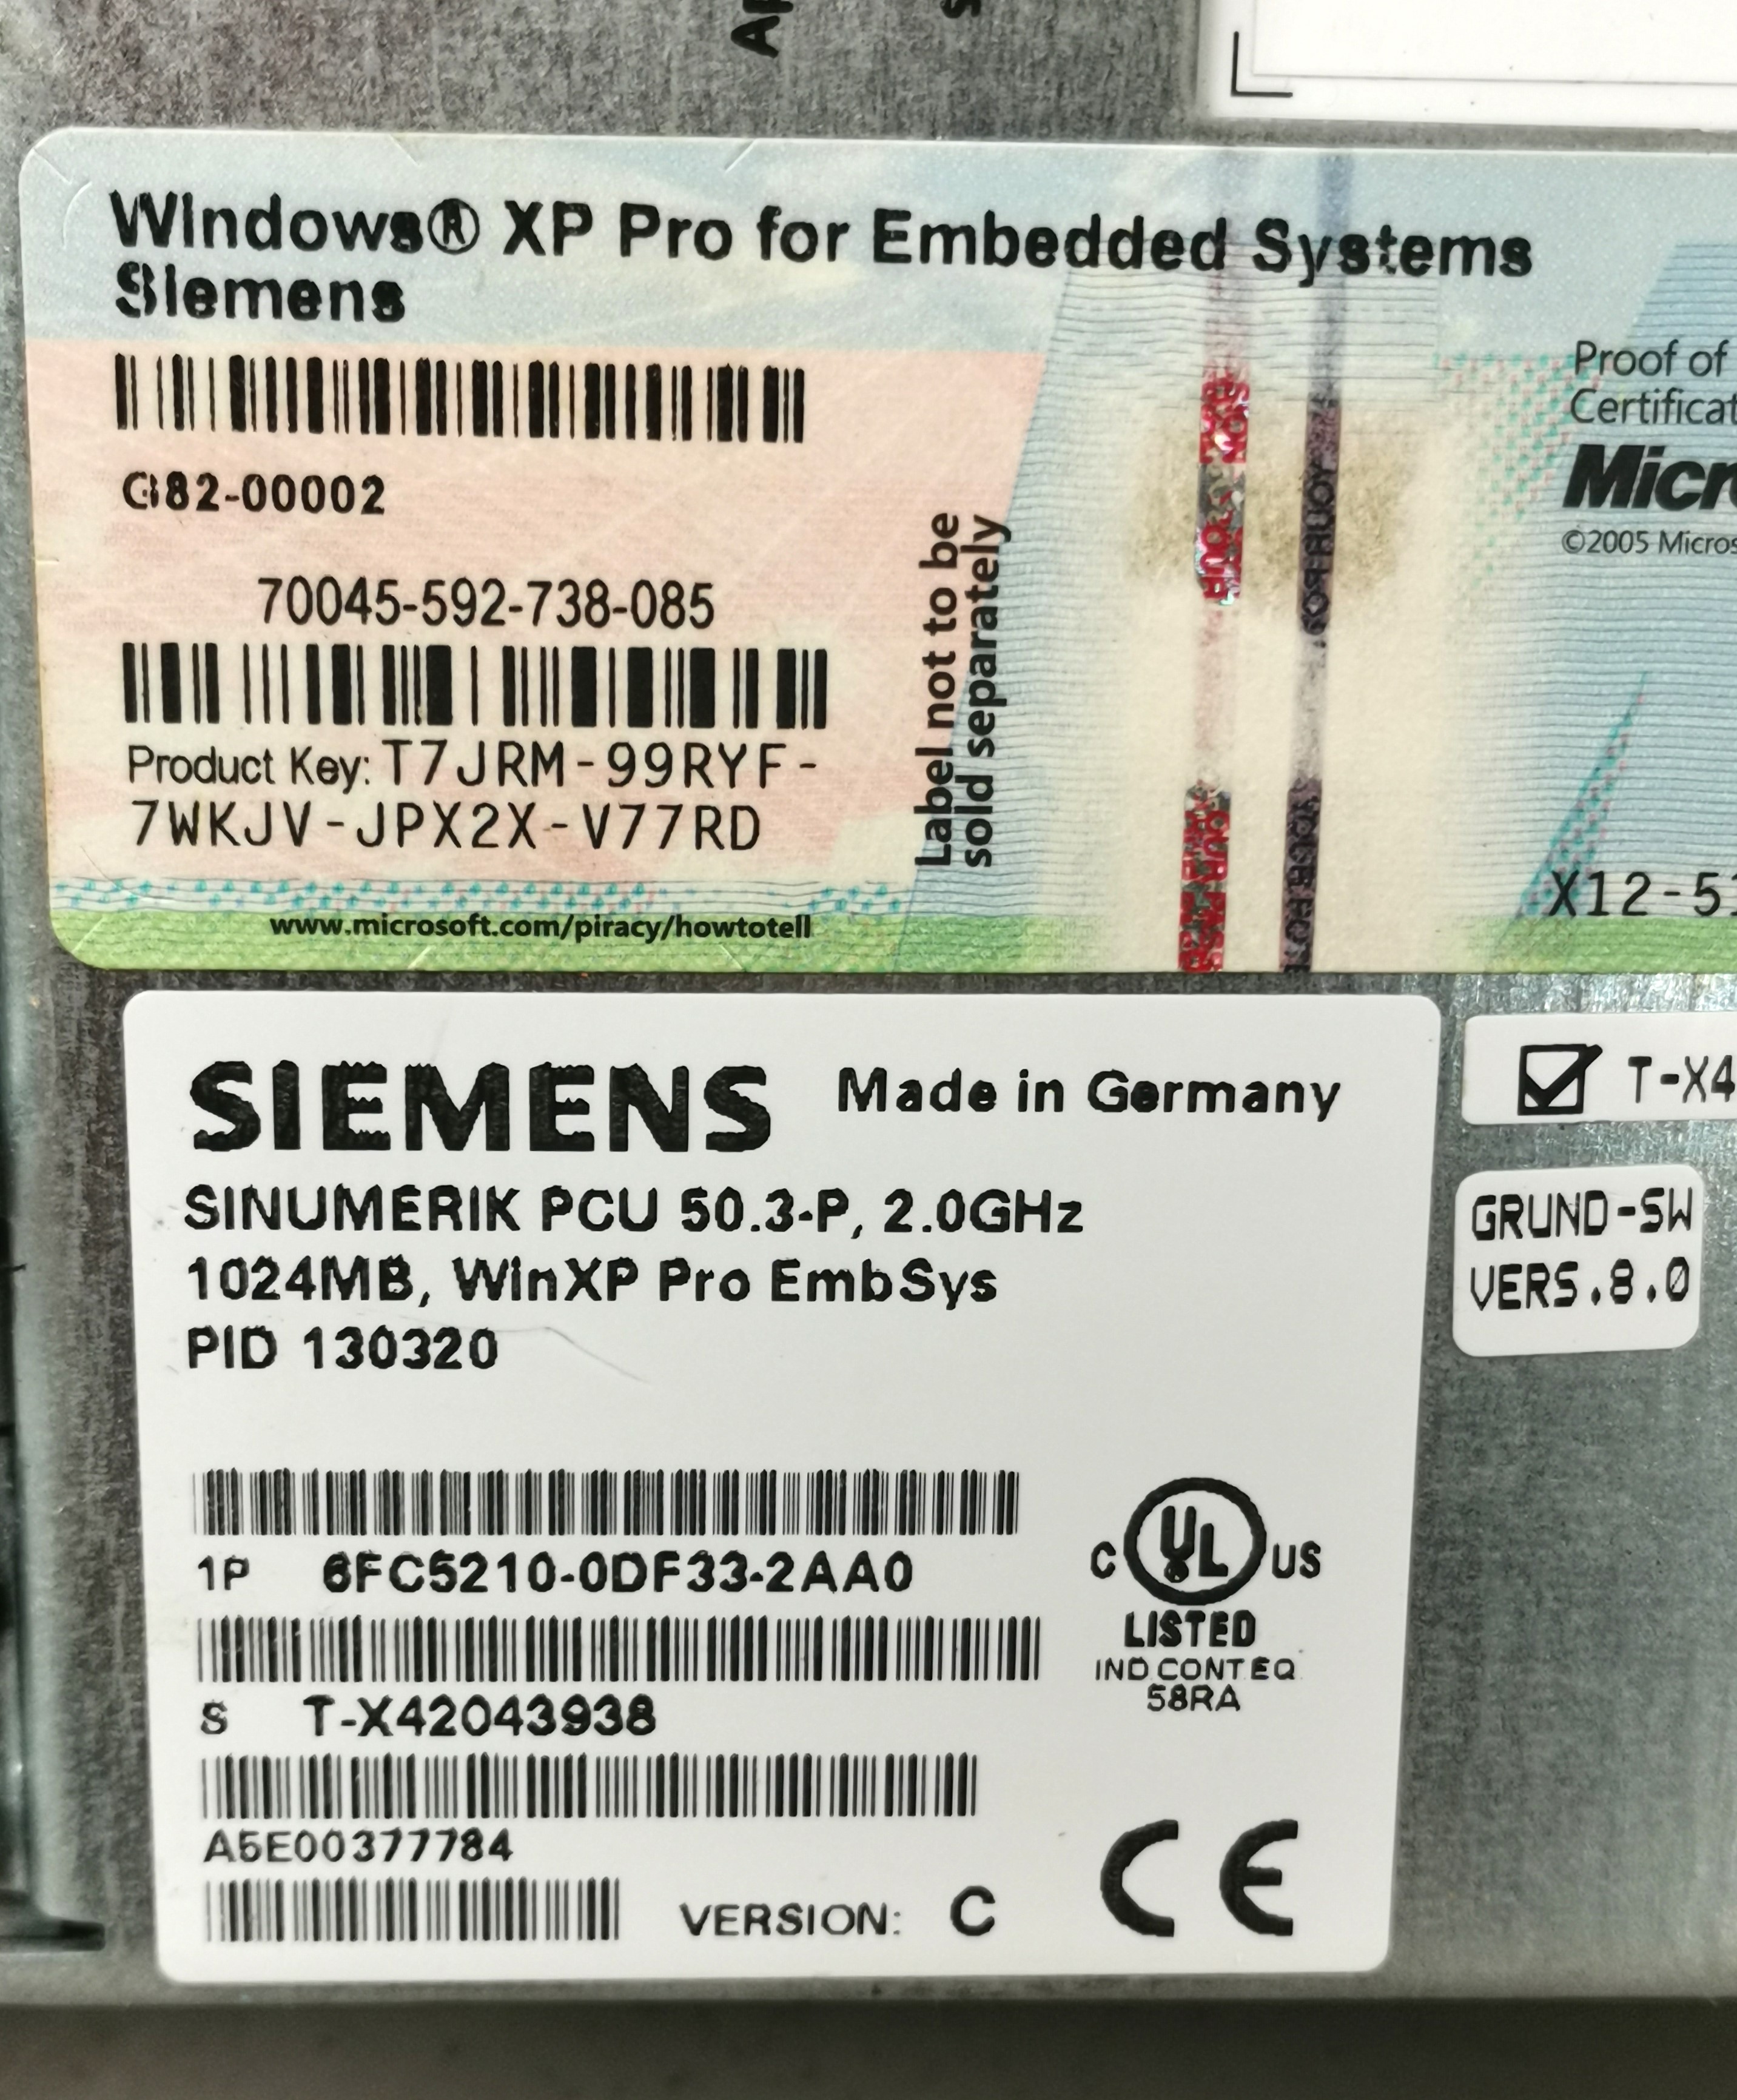 Windows® XP Pro for Embedded Systems
Siemens
G82-00002
70045-592-738-085
Product Key: T7JRM-99RYF-
7WKJV-JPX2X-V77RD
www.microsoft.com/piracy/howtotell
Label not to be
sold separately
Proof of
©2005
X12-5
SIEMENS Made in Germany
SINUMERIK PCU 50.3-P, 2.0GHz
1024MB, WinXP Pro EmbSys
PID 130320
1P 6FC5210-0DF33-2AA0
S T-X42043938
A5E00377784
VERSION: C
C UL US
LISTED
IND.CONT.EQ
58RA
CE
T-X4
GRUND-SW
VERS.8.0